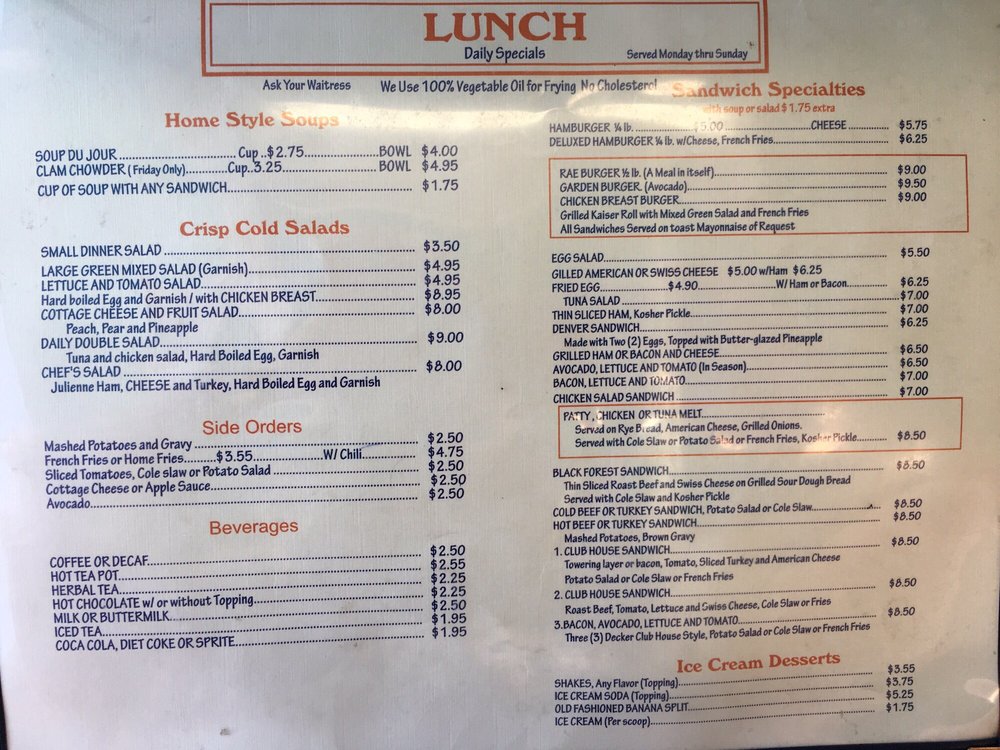 LUNCH
Daily Specials
Served Monday thru Sunday
Ask Your Waitress We Use 100% Vegetable Oil for Frying No Cholesterol
Home Style Soups
SOUP DU JOUR Cup..$2.75 BOWL $4.00
CLAM CHOWDER (Friday Only) Cup..3.25 BOWL $4.95
CUP OF SOUP WITH ANY SANDWICH $1.75
Crisp Cold Salads
SMALL DINNER SALAD $3.50
LARGE GREEN MIXED SALAD (Garnish) $4.95
LETTUCE AND TOMATO SALAD $4.95
Hard boiled Egg and Garnish / with CHICKEN BREAST $8.95
COTTAGE CHEESE AND FRUIT SALAD $8.00
Peach, Pear and Pineapple
DAILY DOUBLE SALAD $9.00
Tuna and chicken salad, Hard Boiled Egg, Garnish
CHEF'S SALAD $8.00
Julienne Ham, CHEESE and Turkey, Hard Boiled Egg and Garnish
Side Orders
Mashed Potatoes and Gravy $2.50
French Fries or Home Fries $3.55 W/ Chili $4.75
Sliced Tomatoes, Cole slaw or Potato Salad $2.50
Cottage Cheese or Apple Sauce $2.50
Avocado $2.50
Beverages
COFFEE OR DECAF $2.50
HOT TEA POT $2.55
HERBAL TEA $2.25
HOT CHOCOLATE w/ or without Topping $2.25
MILK OR BUTTERMILK $2.50
ICED TEA $1.95
COCA COLA, DIET COKE OR SPRITE $1.95
Sandwich Specialties
with soup or salad $1.75 extra
HAMBURGER ¼ lb. $5.00 CHEESE $5.75
DELUXED HAMBURGER ¼ lb. w/Cheese, French Fries $6.25
RAE BURGER ½ lb. (A Meal in itself) $9.00
GARDEN BURGER. (Avocado) $9.50
CHICKEN BREAST BURGER $9.00
Grilled Kaiser Roll with Mixed Green Salad and French Fries
All Sandwiches Served on toast Mayonnaise of Request
EGG SALAD $5.50
GILLED AMERICAN OR SWISS CHEESE $5.00 w/Ham $6.25
FRIED EGG $4.90 W/ Ham or Bacon $6.25
TUNA SALAD $7.00
THIN SLICED HAM, Kosher Pickle $7.00
DENVER SANDWICH $6.25
Made with Two (2) Eggs, Topped with Butter-glazed Pineapple
GRILLED HAM OR BACON AND CHEESE $6.50
AVOCADO, LETTUCE AND TOMATO (In Season) $6.50
BACON, LETTUCE AND TOMATO $7.00
CHICKEN SALAD SANDWICH $7.00
PATTY, CHICKEN OR TUNA MELT
Served on Rye Bread, American Cheese, Grilled Onions.
Served with Cole Slaw or Potato Salad or French Fries, Kosher Pickle $8.50
BLACK FOREST SANDWICH $8.50
Thin Sliced Roast Beef and Swiss Cheese on Grilled Sour Dough Bread
Served with Cole Slaw and Kosher Pickle
COLD BEEF OR TURKEY SANDWICH, Potato Salad or Cole Slaw $8.50
HOT BEEF OR TURKEY SANDWICH $8.50
Mashed Potatoes, Brown Gravy
1. CLUB HOUSE SANDWICH $8.50
Towering layer or bacon, Tomato, Sliced Turkey and American Cheese
Potato Salad or Cole Slaw or French Fries
2. CLUB HOUSE SANDWICH $8.50
Roast Beef, Tomato, Lettuce and Swiss Cheese, Cole Slaw or Fries
3.BACON, AVOCADO, LETTUCE AND TOMATO $8.50
Three (3) Decker Club House Style, Potato Salad or Cole Slaw or French Fries
Ice Cream Desserts
SHAKES, Any Flavor (Topping) $3.55
ICE CREAM SODA (Topping) $3.75
OLD FASHIONED BANANA SPLIT $5.25
ICE CREAM (Per scoop) $1.75